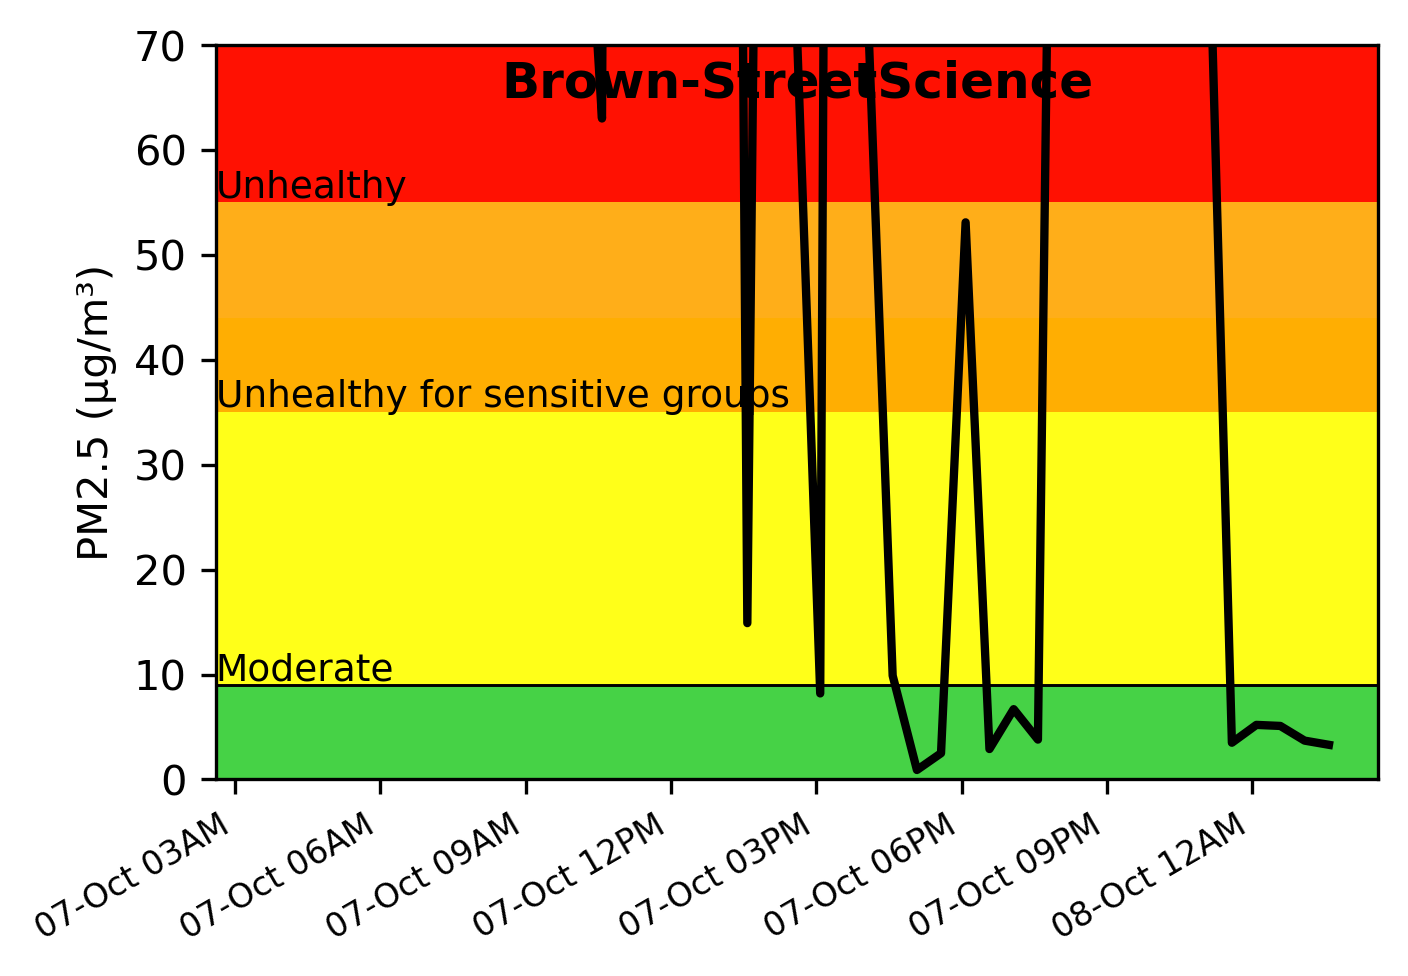 Brown-StreetScience
PM2.5 (µg/m³)
70
60
50
40
30
20
10
0
Unhealthy
Unhealthy for sensitive groups
Moderate
07-Oct 03AM
07-Oct 06AM
07-Oct 09AM
07-Oct 12PM
07-Oct 03PM
07-Oct 06PM
07-Oct 09PM
08-Oct 12AM